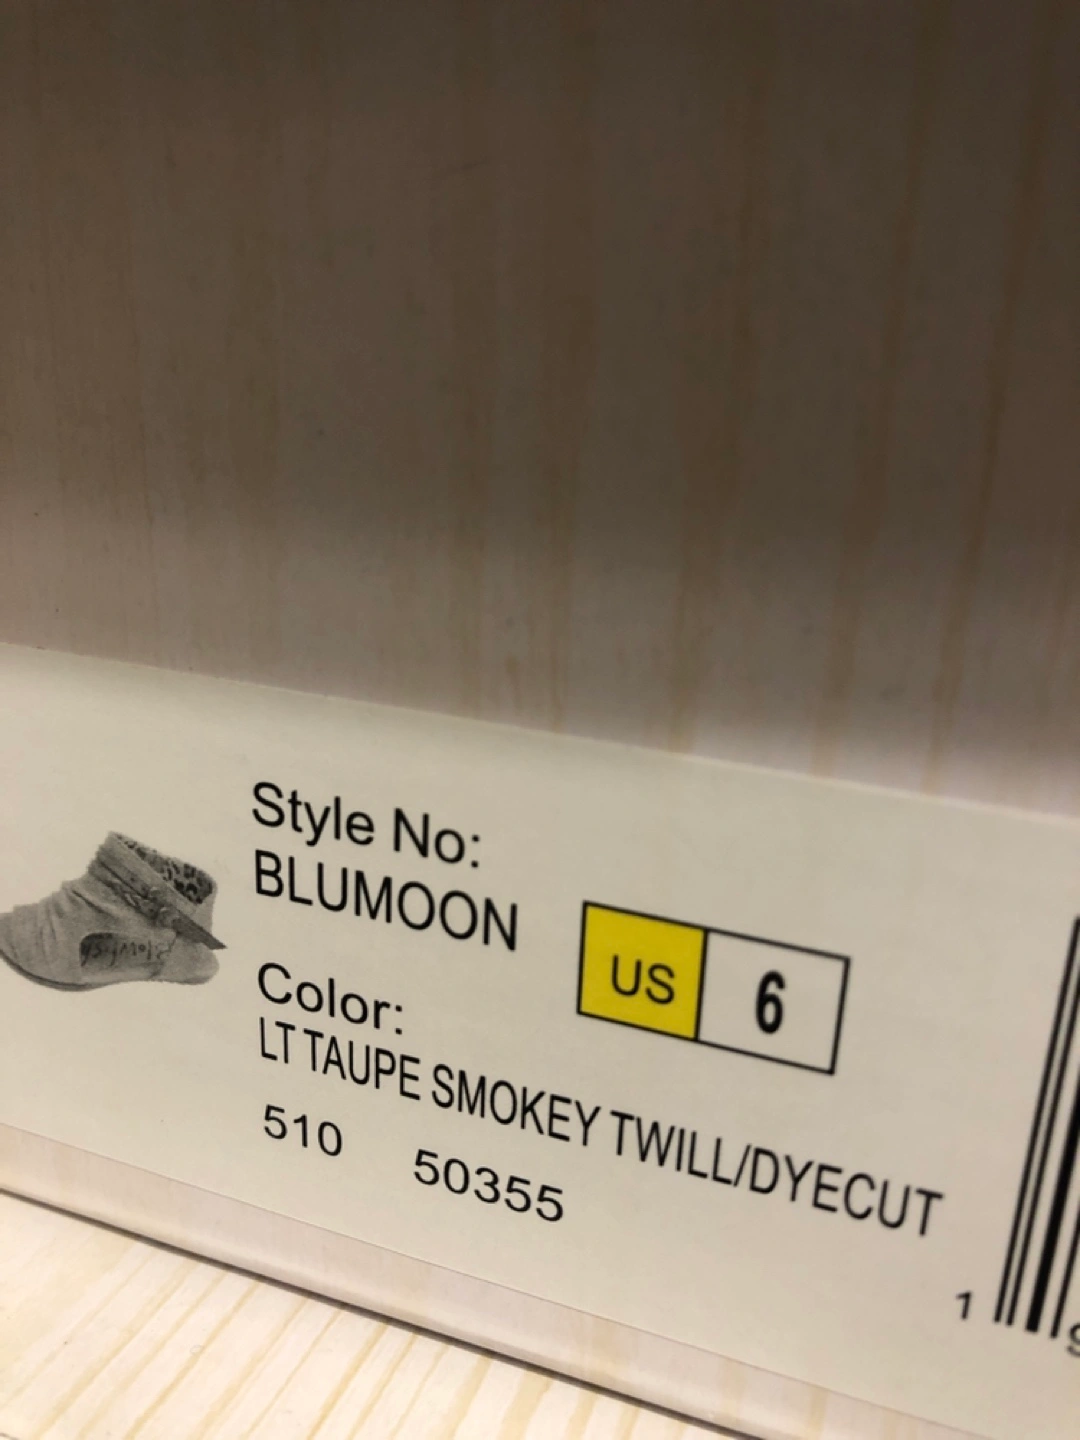 Style No:
BLUMOON
US 6
Color:
LT TAUPE SMOKEY TWILL/DYECUT
510 50355
1